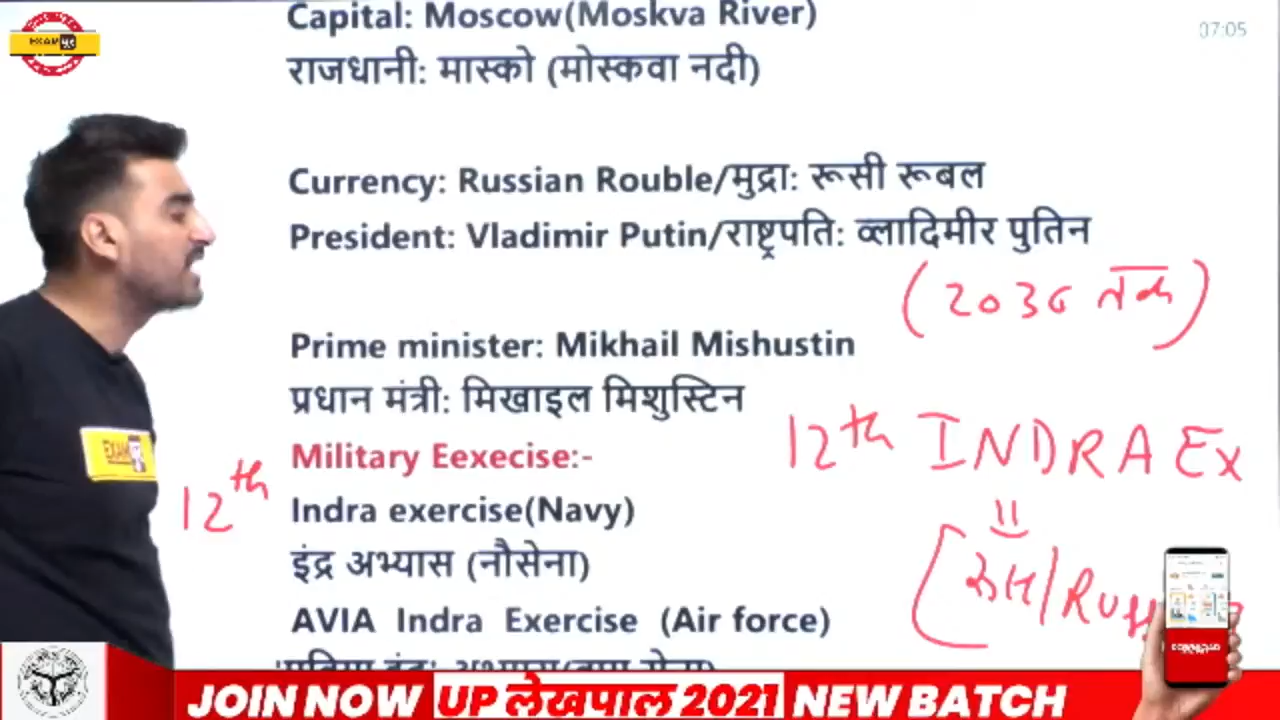 Capital: Moscow(Moskva River)
07:05
राजधानी: मास्को (मोस्कवा नदी)
Currency: Russian Rouble/मुद्रा: रूसी रूबल
President: Vladimir Putin/राष्ट्रपति: व्लादिमीर पुतिन
(2036 तक)
Prime minister: Mikhail Mishustin
प्रधान मंत्री: मिखाइल मिशुस्टिन
12th INDRA Ex
Military Eexecise:-
12th
Indra exercise(Navy)
इंद्र अभ्यास (नौसेना)
[रूस/Russ
AVIA Indra Exercise (Air force)
EXAM
JOIN NOW UP लेखपाल 2021 NEW BATCH